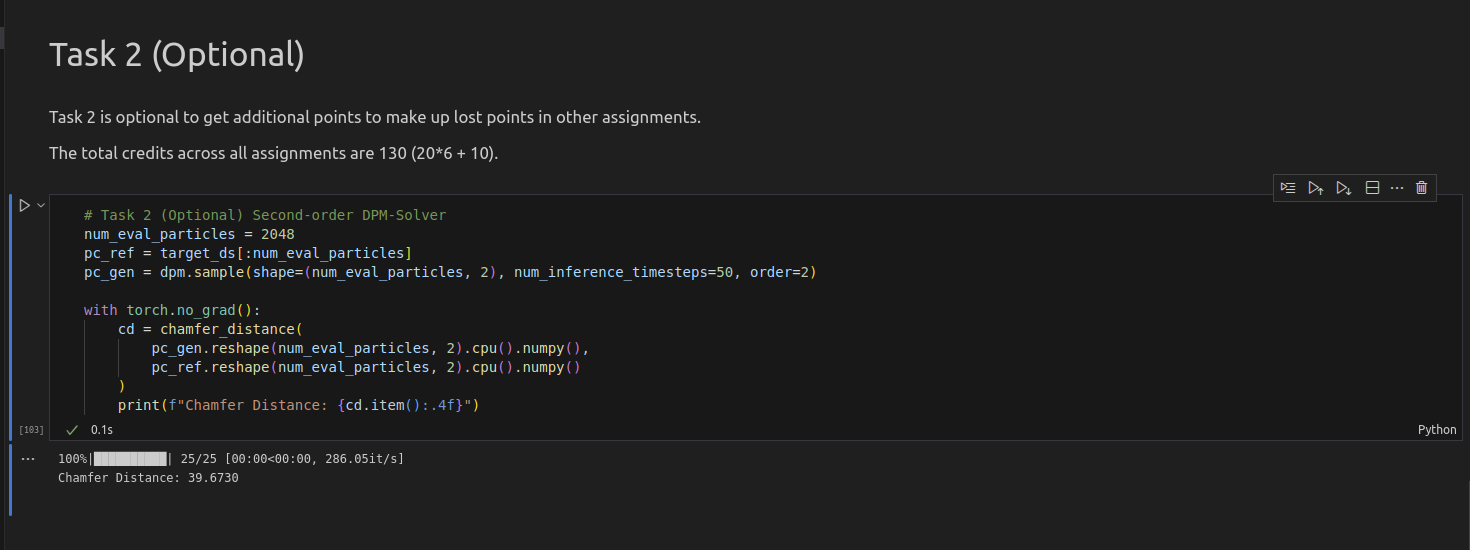 Task 2 (Optional)
Task 2 is optional to get additional points to make up lost points in other assignments.
The total credits across all assignments are 130 (20*6 + 10).
# Task 2 (Optional) Second-order DPM-Solver
num_eval_particles = 2048
pc_ref = target_ds[:num_eval_particles]
pc_gen = dpm.sample(shape=(num_eval_particles, 2), num_inference_timesteps=50, order=2)
with torch.no_grad():
    cd = chamfer_distance(
        pc_gen.reshape(num_eval_particles, 2).cpu().numpy(),
        pc_ref.reshape(num_eval_particles, 2).cpu().numpy()
    )
    print(f"Chamfer Distance: {cd.item():.4f}")
[103] 0.1s Python
100%|██████████| 25/25 [00:00<00:00, 286.05it/s]
Chamfer Distance: 39.6730